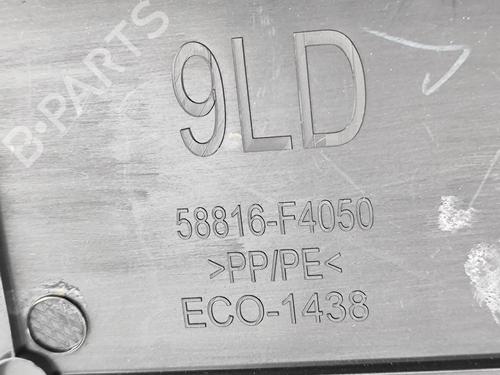 9LD
B-PARTS
58816-F4050
>PP/PE<
ECO-1438